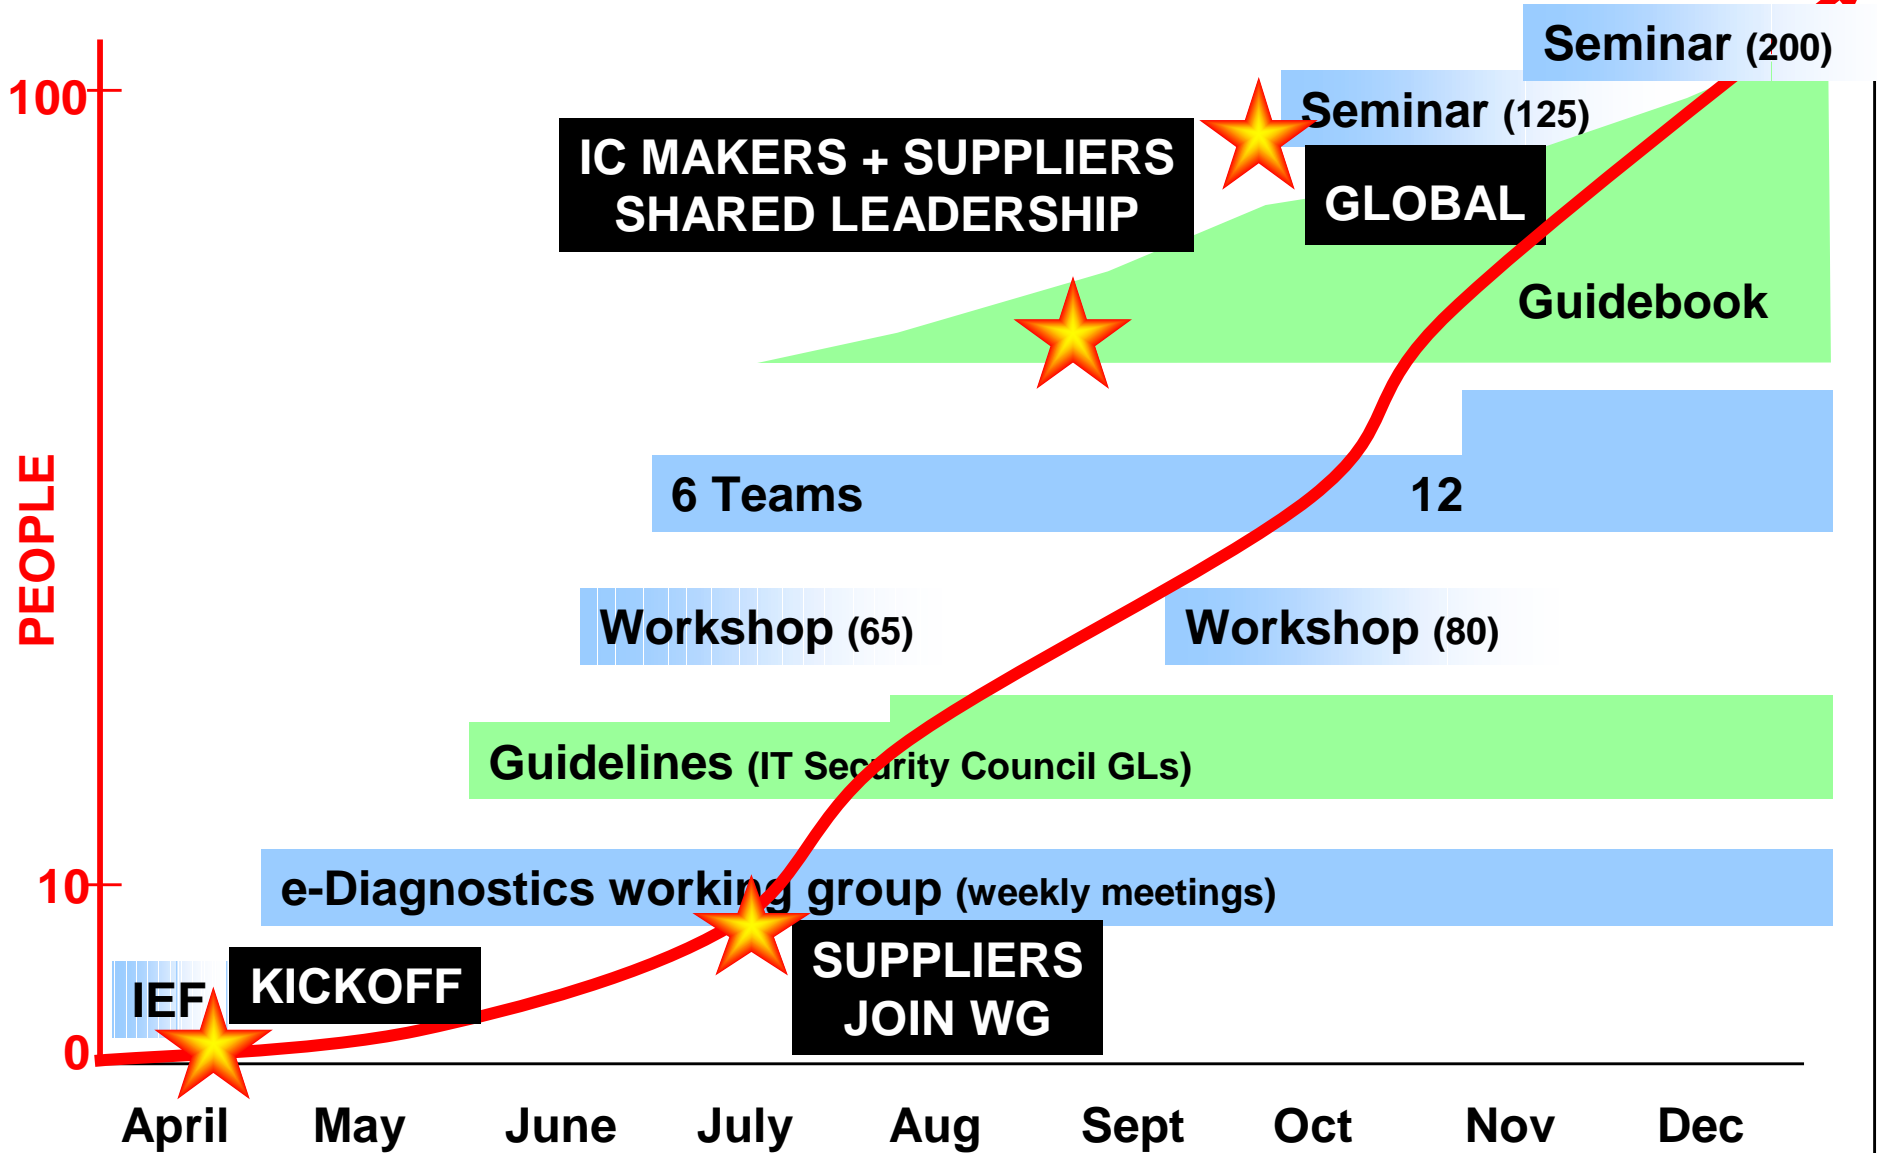 Seminar (200)
100
Seminar (125)
IC MAKERS + SUPPLIERS
SHARED LEADERSHIP
GLOBAL
Guidebook
6 Teams
12
PEOPLE
Workshop (65)
Workshop (80)
Guidelines (IT Security Council GLs)
10
e-Diagnostics working group (weekly meetings)
SUPPLIERS
JOIN WG
KICKOFF
IEF
0
April May June July Aug Sept Oct Nov Dec